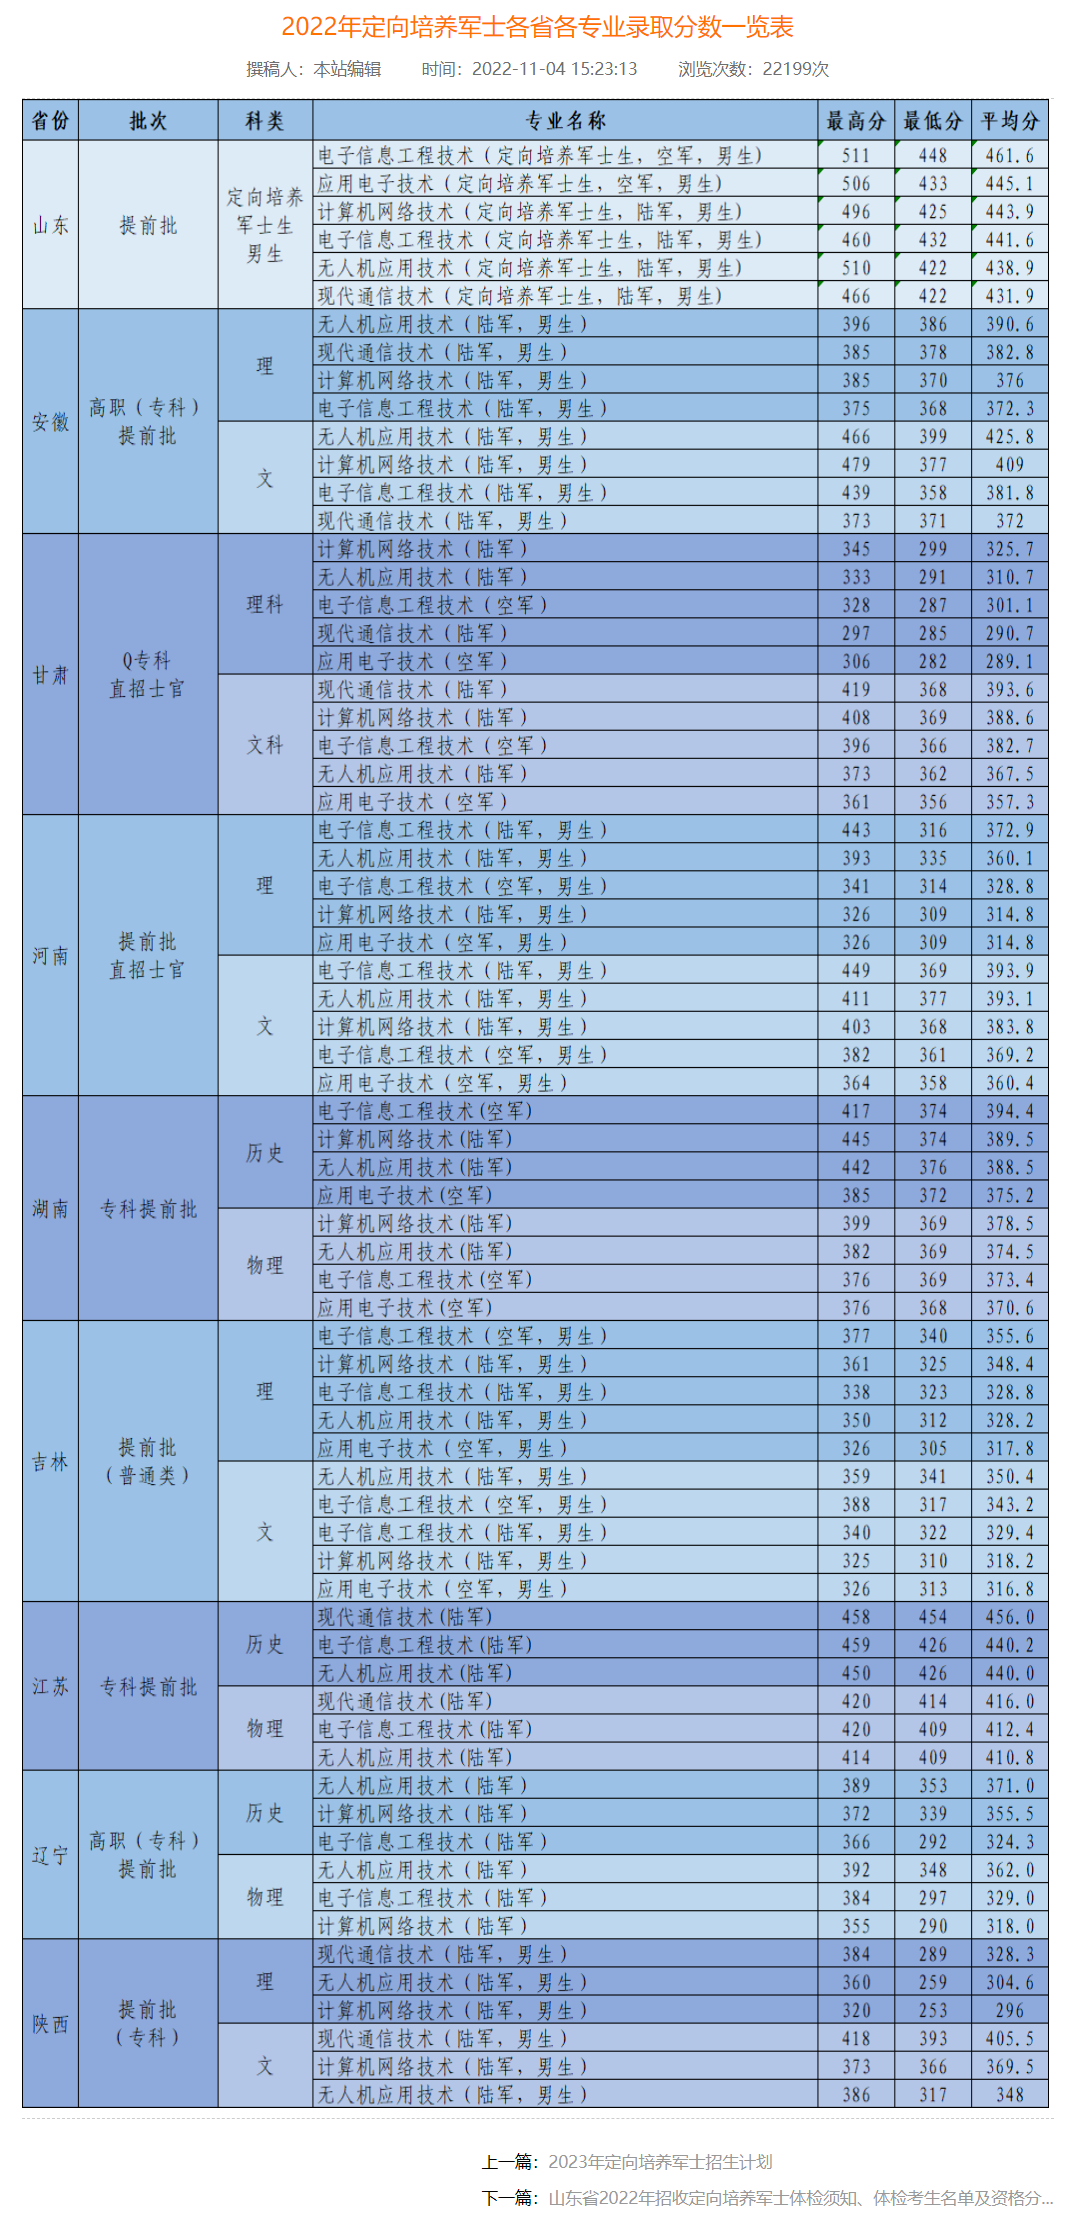 2022年定向培养军士各省各专业录取分数一览表
撰稿人：本站编辑 时间：2022-11-04 15:23:13 浏览次数：22199次
省份 批次 科类 专业名称 最高分 最低分 平均分
山东 提前批 定向培养军士生男生 电子信息工程技术（定向培养军士生，空军，男生） 511 448 461.6
应用电子技术（定向培养军士生，空军，男生） 506 433 445.1
计算机网络技术（定向培养军士生，陆军，男生） 496 425 443.9
电子信息工程技术（定向培养军士生，陆军，男生） 460 432 441.6
无人机应用技术（定向培养军士生，陆军，男生） 510 422 438.9
现代通信技术（定向培养军士生，陆军，男生） 466 422 431.9
安徽 高职（专科）提前批 理 无人机应用技术（陆军，男生） 396 386 390.6
现代通信技术（陆军，男生） 385 378 382.8
计算机网络技术（陆军，男生） 385 370 376
电子信息工程技术（陆军，男生） 375 368 372.3
文 无人机应用技术（陆军，男生） 466 399 425.8
计算机网络技术（陆军，男生） 479 377 409
电子信息工程技术（陆军，男生） 439 358 381.8
现代通信技术（陆军，男生） 373 371 372
甘肃 Q专科直招士官 理科 计算机网络技术（陆军） 345 299 325.7
无人机应用技术（陆军） 333 291 310.7
电子信息工程技术（空军） 328 287 301.1
现代通信技术（陆军） 297 285 290.7
应用电子技术（空军） 306 282 289.1
文科 现代通信技术（陆军） 419 368 393.6
计算机网络技术（陆军） 408 369 388.6
电子信息工程技术（空军） 396 366 382.7
无人机应用技术（陆军） 373 362 367.5
应用电子技术（空军） 361 356 357.3
河南 提前批直招士官 理 电子信息工程技术（陆军，男生） 443 316 372.9
无人机应用技术（陆军，男生） 393 335 360.1
电子信息工程技术（空军，男生） 341 314 328.8
计算机网络技术（陆军，男生） 326 309 314.8
应用电子技术（空军，男生） 326 309 314.8
文 电子信息工程技术（陆军，男生） 449 369 393.9
无人机应用技术（陆军，男生） 411 377 393.1
计算机网络技术（陆军，男生） 403 368 383.8
电子信息工程技术（空军，男生） 382 361 369.2
应用电子技术（空军，男生） 364 358 360.4
湖南 专科提前批 历史 电子信息工程技术(空军) 417 374 394.4
计算机网络技术(陆军) 445 374 389.5
无人机应用技术(陆军) 442 376 388.5
应用电子技术(空军) 385 372 375.2
物理 计算机网络技术(陆军) 399 369 378.5
无人机应用技术(陆军) 382 369 374.5
电子信息工程技术(空军) 376 369 373.4
应用电子技术(空军) 376 368 370.6
吉林 提前批（普通类） 理 电子信息工程技术（空军，男生） 377 340 355.6
计算机网络技术（陆军，男生） 361 325 348.4
电子信息工程技术（陆军，男生） 338 323 328.8
无人机应用技术（陆军，男生） 350 312 328.2
应用电子技术（空军，男生） 326 305 317.8
文 无人机应用技术（陆军，男生） 359 341 350.4
电子信息工程技术（空军，男生） 388 317 343.2
电子信息工程技术（陆军，男生） 340 322 329.4
计算机网络技术（陆军，男生） 325 310 318.2
应用电子技术（空军，男生） 326 313 316.8
江苏 专科提前批 历史 现代通信技术(陆军) 458 454 456.0
电子信息工程技术(陆军) 459 426 440.2
无人机应用技术(陆军) 450 426 440.0
物理 现代通信技术(陆军) 420 414 416.0
电子信息工程技术(陆军) 420 409 412.4
无人机应用技术(陆军) 414 409 410.8
辽宁 高职（专科）提前批 历史 无人机应用技术（陆军） 389 353 371.0
计算机网络技术（陆军） 372 339 355.5
电子信息工程技术（陆军） 366 292 324.3
物理 无人机应用技术（陆军） 392 348 362.0
电子信息工程技术（陆军） 384 297 329.0
计算机网络技术（陆军） 355 290 318.0
陕西 提前批（专科） 理 现代通信技术（陆军，男生） 384 289 328.3
无人机应用技术（陆军，男生） 360 259 304.6
计算机网络技术（陆军，男生） 320 253 296
文 现代通信技术（陆军，男生） 418 393 405.5
计算机网络技术（陆军，男生） 373 366 369.5
无人机应用技术（陆军，男生） 386 317 348
上一篇：2023年定向培养军士招生计划
下一篇：山东省2022年招收定向培养军士体检须知、体检考生名单及资格分...